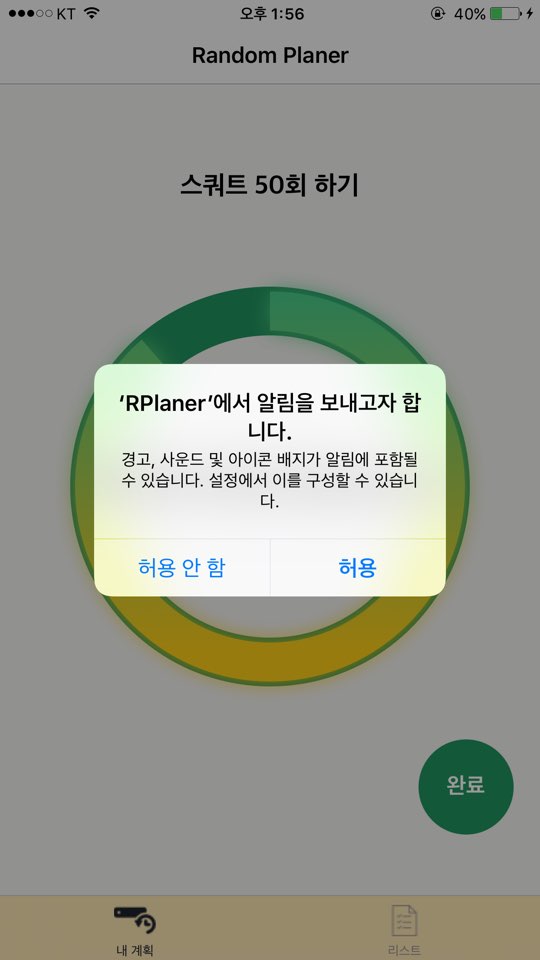 KT 오후 1:56 40%
Random Planer
스쿼트 50회 하기
‘RPlaner’에서 알림을 보내고자 합
니다.
경고, 사운드 및 아이콘 배지가 알림에 포함될
수 있습니다. 설정에서 이를 구성할 수 있습니
다.
허용 안 함 허용
완료
내 계획 리스트